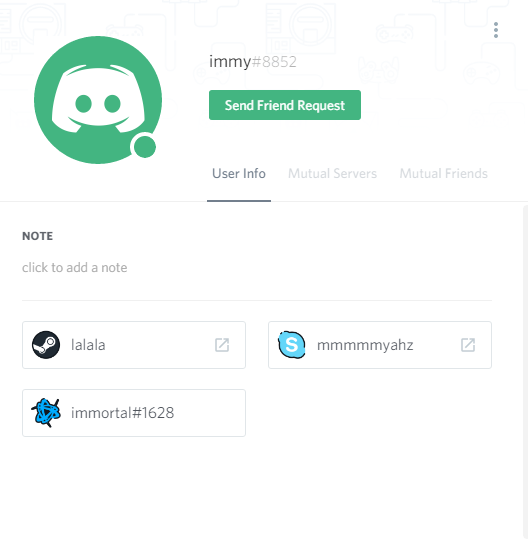 immy#8852
Send Friend Request
User Info Mutual Servers Mutual Friends
NOTE
click to add a note
lalala
mmmmmyahz
immortal#1628